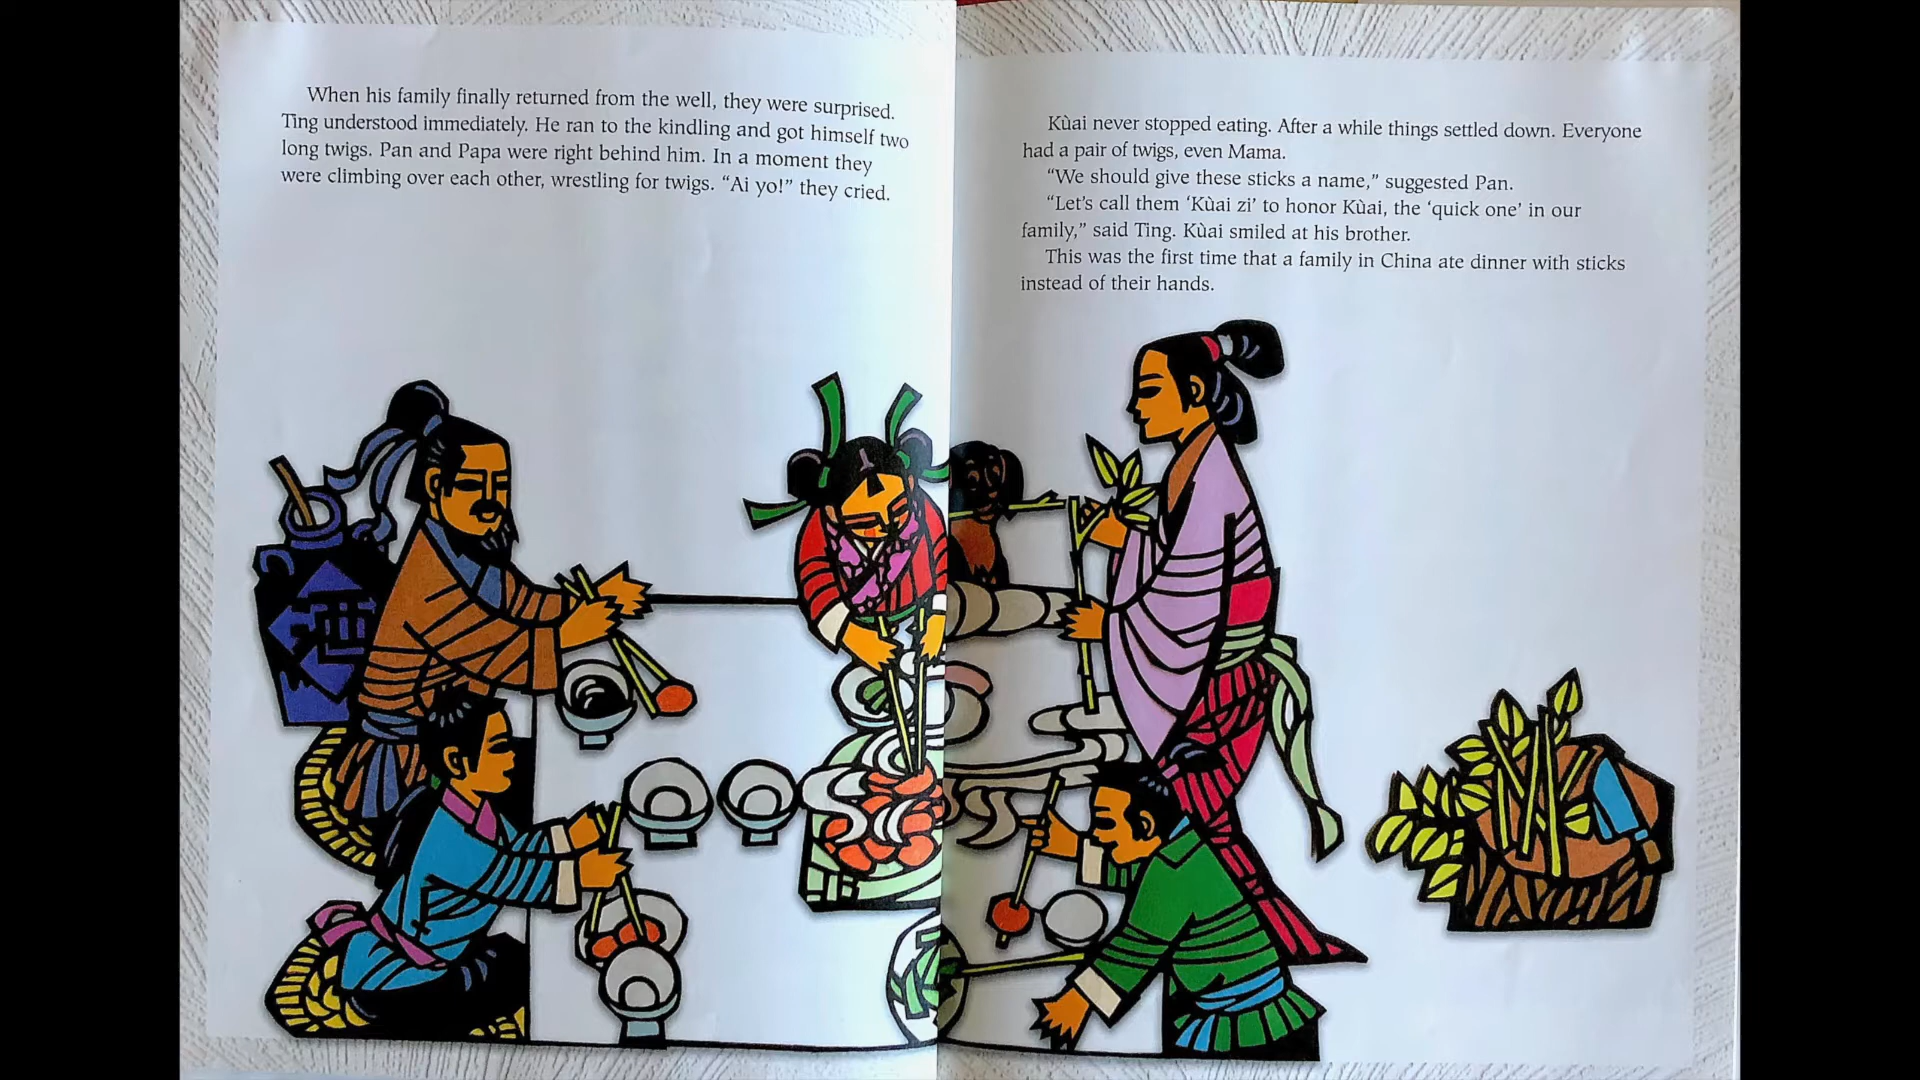 When his family finally returned from the well, they were surprised.
Ting understood immediately. He ran to the kindling and got himself two
long twigs. Pan and Papa were right behind him. In a moment they
were climbing over each other, wrestling for twigs. “Ai yo!” they cried.
Kùai never stopped eating. After a while things settled down. Everyone
had a pair of twigs, even Mama.
“We should give these sticks a name,” suggested Pan.
“Let’s call them ‘Kùai zi’ to honor Kùai, the ‘quick one’ in our
family,” said Ting. Kùai smiled at his brother.
This was the first time that a family in China ate dinner with sticks
instead of their hands.
酒